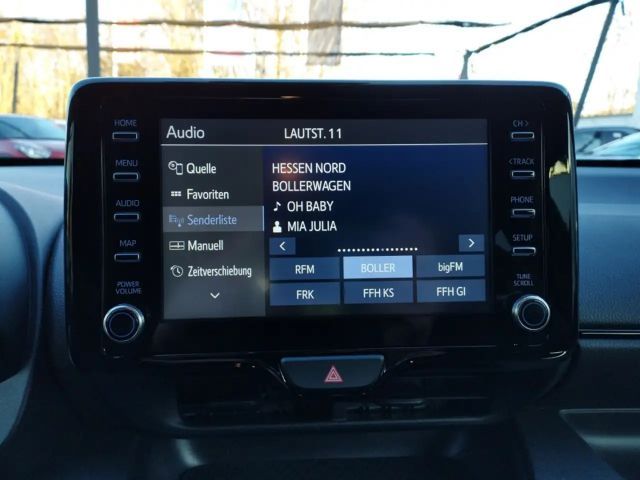 HOME
MENU
AUDIO
MAP
POWER
VOLUME
Audio
LAUTST. 11
Quelle
Favoriten
Senderliste
Manuell
Zeitverschiebung
HESSEN NORD
BOLLERWAGEN
OH BABY
MIA JULIA
RFM
BOLLER
bigFM
FRK
FFH KS
FFH GI
CH >
< TRACK
PHONE
SETUP
TUNE
SCROLL